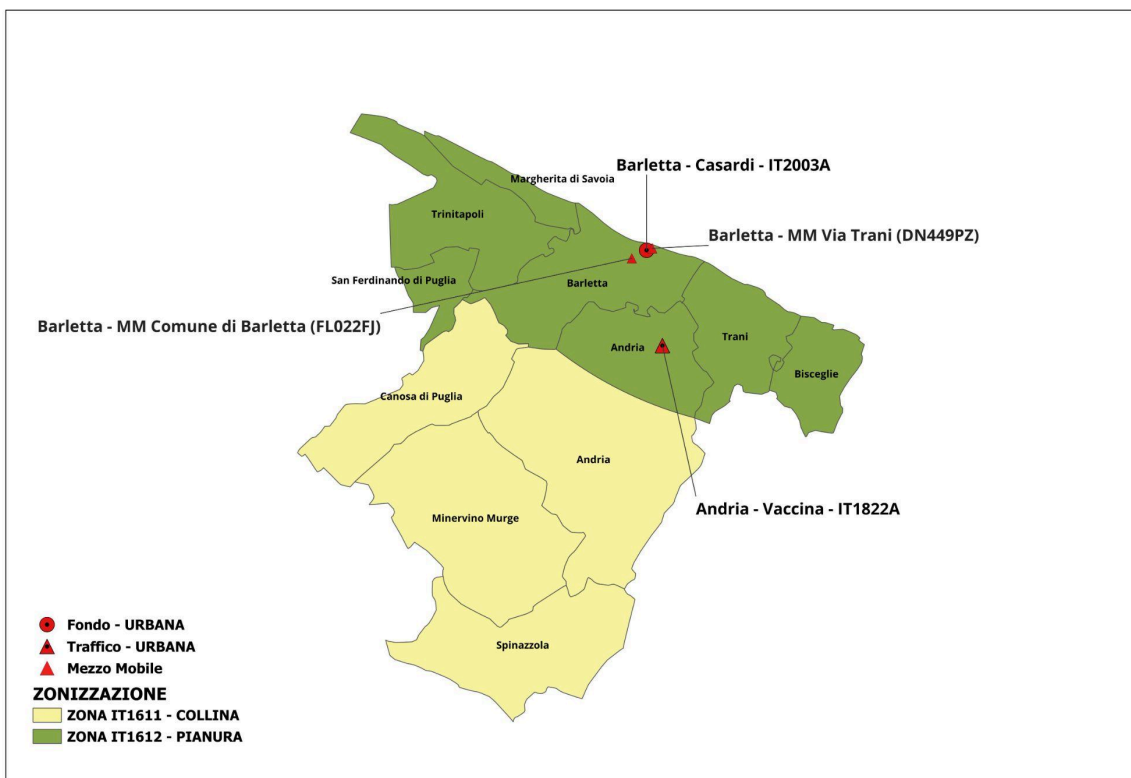 Barletta - Casardi - IT2003A
Margherita di Savoia
Trinitapoli
Barletta - MM Via Trani (DN449PZ)
San Ferdinando di Puglia
Barletta
Barletta - MM Comune di Barletta (FL022FJ)
Trani
Andria
Bisceglie
Canosa di Puglia
Andria
Andria - Vaccina - IT1822A
Minervino Murge
Spinazzola
Fondo - URBANA
Traffico - URBANA
Mezzo Mobile
ZONIZZAZIONE
ZONA IT1611 - COLLINA
ZONA IT1612 - PIANURA